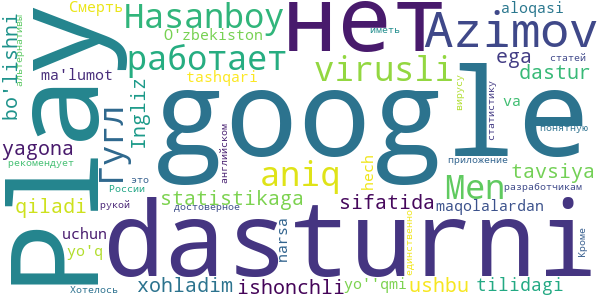 google
dasturni
Play
нет
Azimov
Hasanboy
работает
virusli
aniq
Men
Гугл
Смерть
O'zbekiston
tashqari
иметь
aloqasi
ega
статей
dastur
bo'llishni
альтернативы
ma'lumot
Ingliz
вирусу
статистику
va
понятную
yagona
рекомендует
английском
hech
приложение
tavsiya
это
России
statistikaga
sifatida
разработчикам
qiladi
рукой
достоверное
maqolalardan
uchun
yo'q
narsa
единственно
Кроме
Хотелось
xohladim
ishonchli
yo''qmi
ushbu
tilidagi